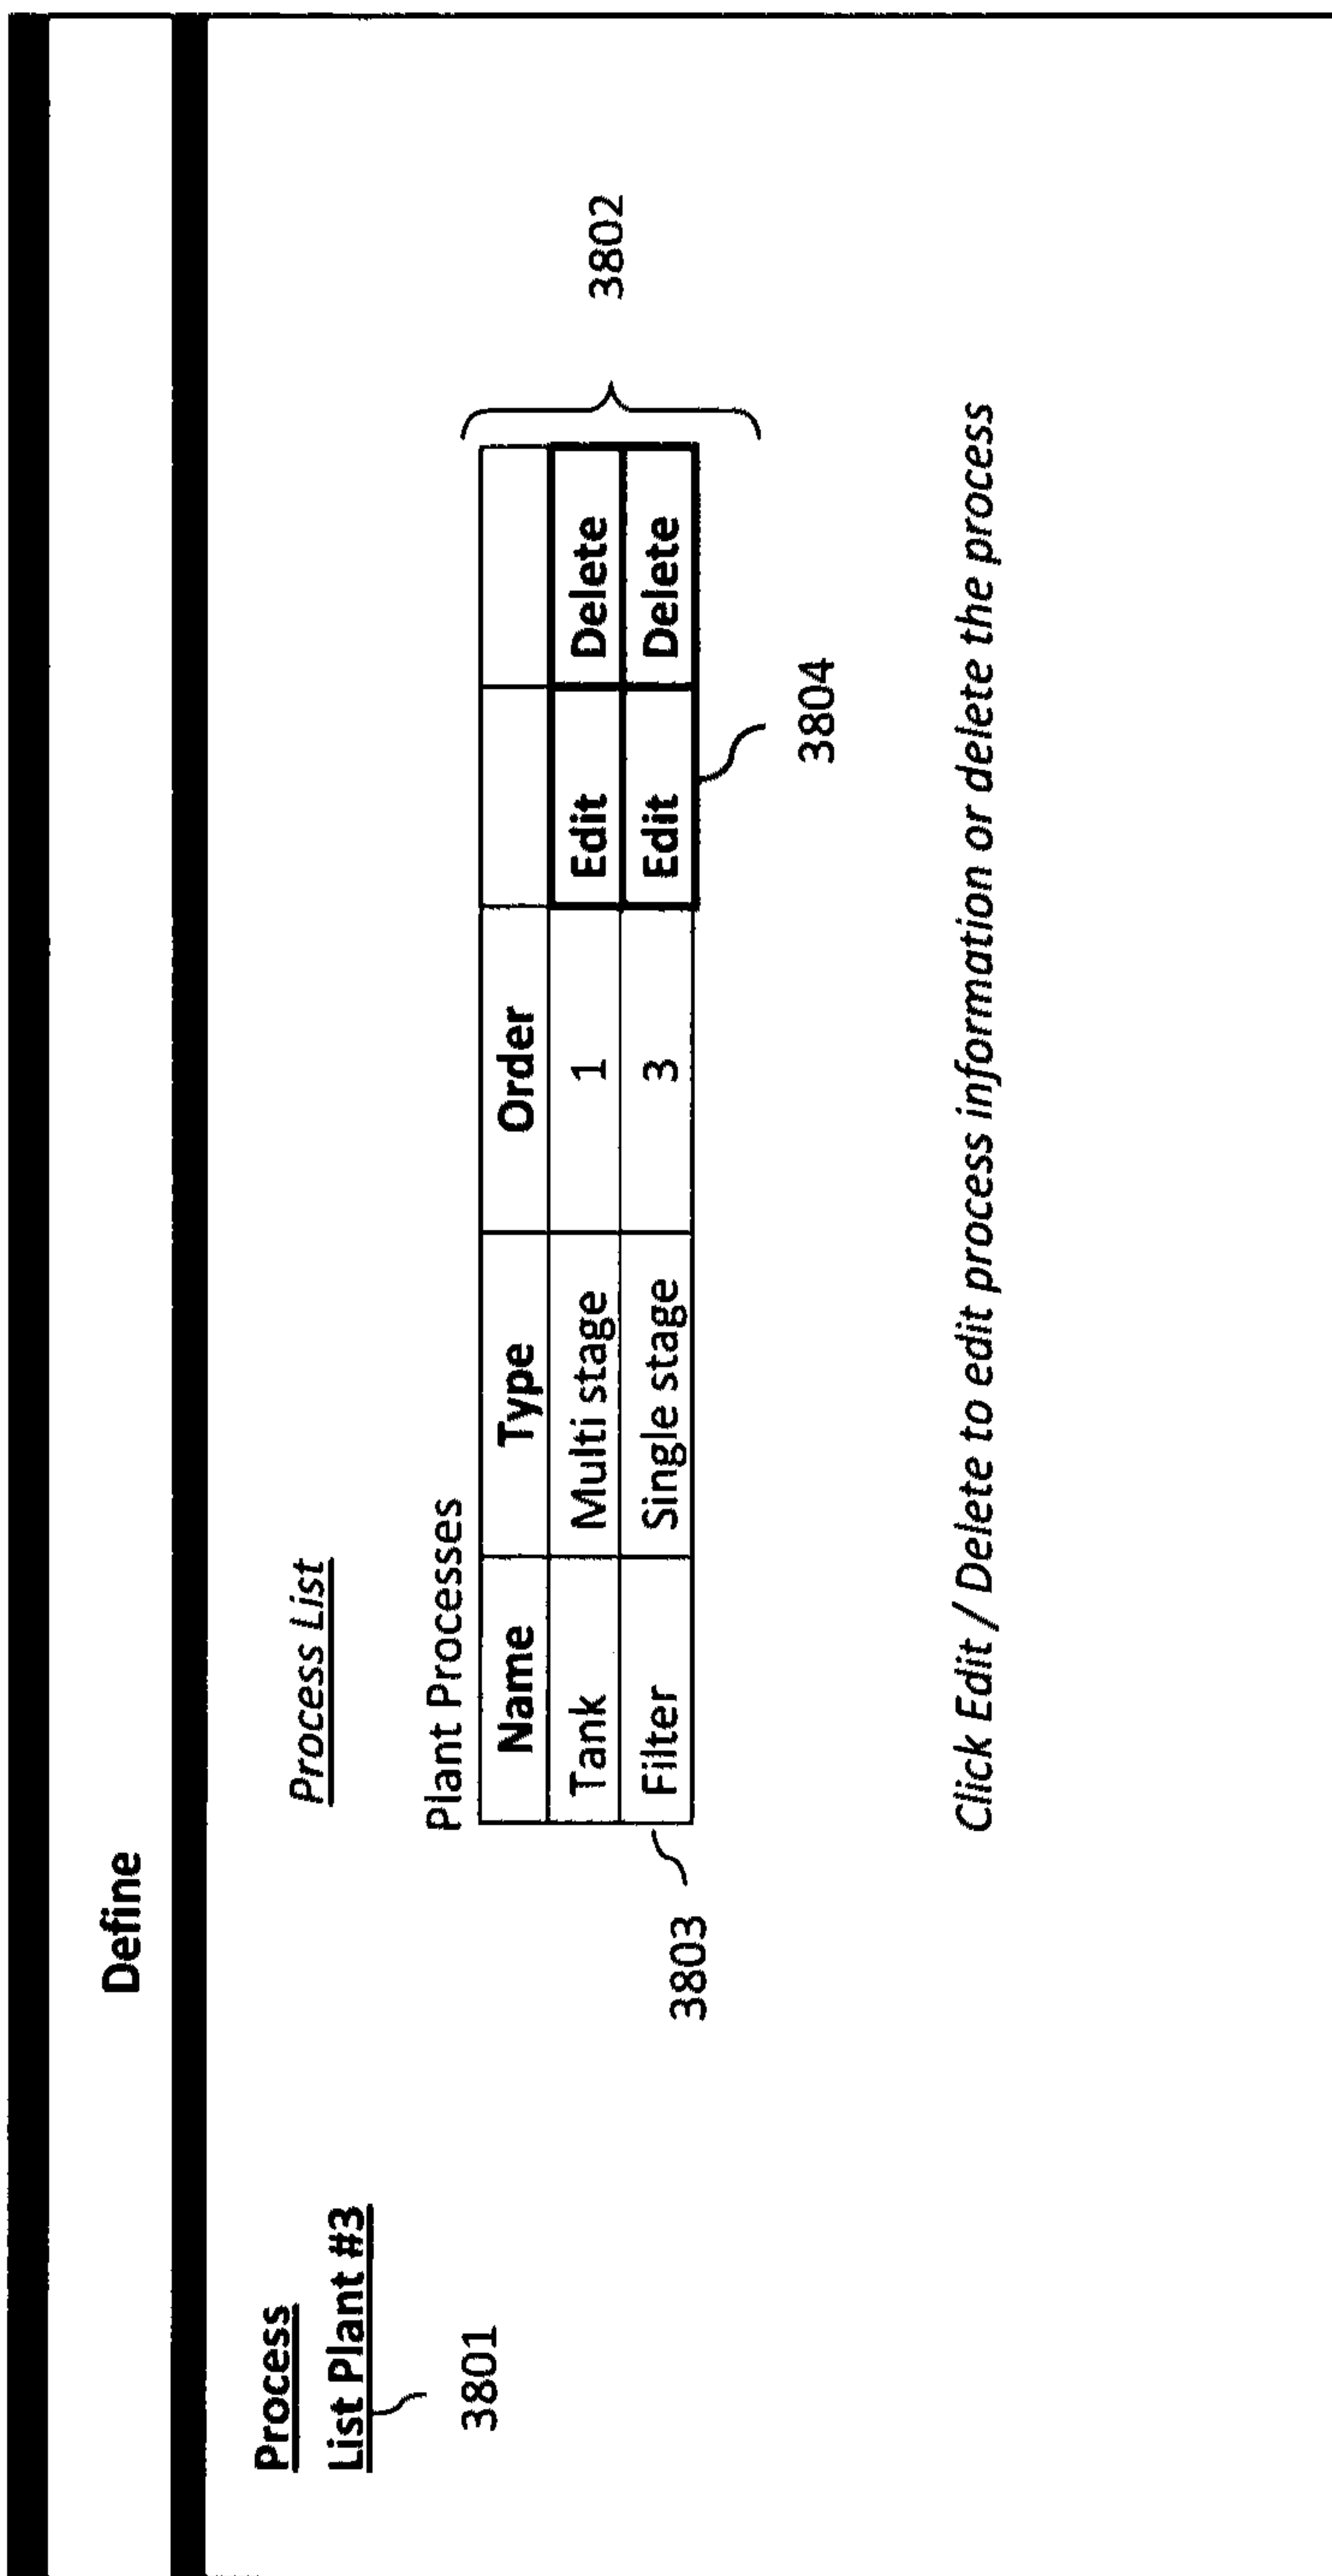 Define
Process
List Plant #3
3801
Process List
Plant Processes
Name Type Order
Tank Multi stage 1 Edit Delete
Filter Single stage 3 Edit Delete
3802
3803
3804
Click Edit / Delete to edit process information or delete the process